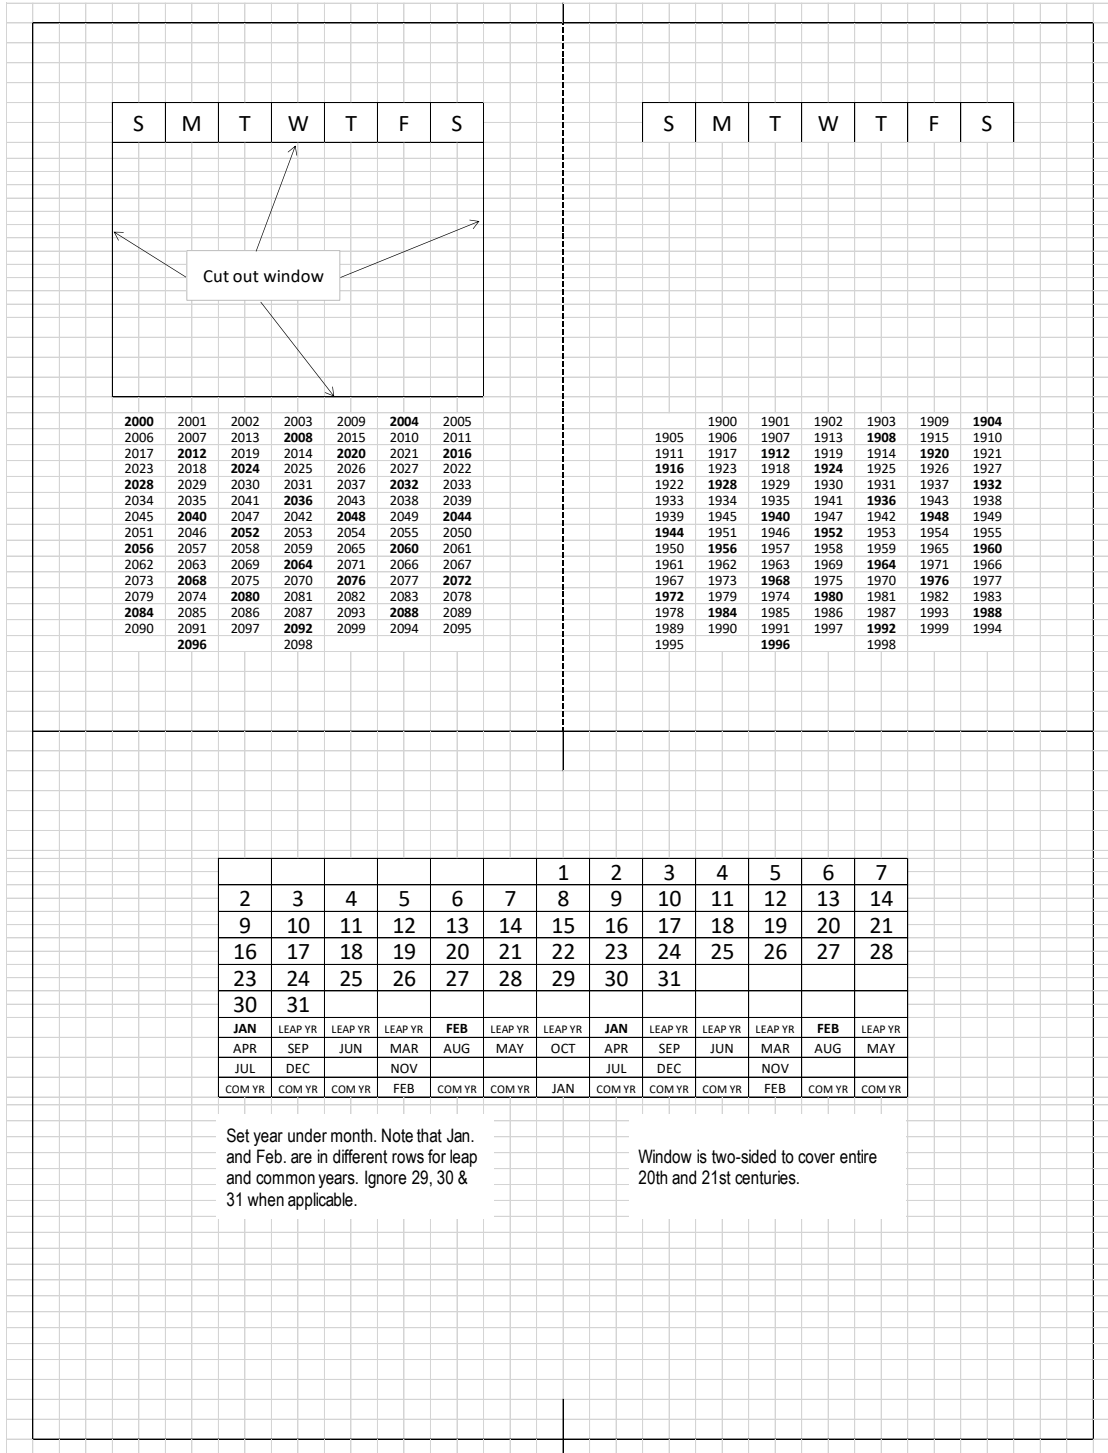 S M T W T F S
Cut out window
2000 2001 2002 2003 2009 2004 2005
2006 2007 2013 2008 2015 2010 2011
2017 2012 2019 2014 2020 2021 2016
2023 2018 2024 2025 2026 2027 2022
2028 2029 2030 2031 2037 2032 2033
2034 2035 2041 2036 2043 2038 2039
2045 2040 2047 2042 2048 2049 2044
2051 2046 2052 2053 2054 2055 2050
2056 2057 2058 2059 2065 2060 2061
2062 2063 2069 2064 2071 2066 2067
2073 2068 2075 2070 2076 2077 2072
2079 2074 2080 2081 2082 2083 2078
2084 2085 2086 2087 2093 2088 2089
2090 2091 2097 2092 2099 2094 2095
2096 2098
S M T W T F S
1900 1901 1902 1903 1909 1904
1905 1906 1907 1913 1908 1915 1910
1911 1917 1912 1919 1914 1920 1921
1916 1923 1918 1924 1925 1926 1927
1922 1928 1929 1930 1931 1937 1932
1933 1934 1935 1941 1936 1943 1938
1939 1945 1940 1947 1942 1948 1949
1944 1951 1946 1952 1953 1954 1955
1950 1956 1957 1958 1959 1965 1960
1961 1962 1963 1969 1964 1971 1966
1967 1973 1968 1975 1970 1976 1977
1972 1979 1974 1980 1981 1982 1983
1978 1984 1985 1986 1987 1993 1988
1989 1990 1991 1997 1992 1999 1994
1995 1996 1998
1 2 3 4 5 6 7
2 3 4 5 6 7 8 9 10 11 12 13 14
9 10 11 12 13 14 15 16 17 18 19 20 21
16 17 18 19 20 21 22 23 24 25 26 27 28
23 24 25 26 27 28 29 30 31
30 31
JAN LEAP YR LEAP YR LEAP YR FEB LEAP YR LEAP YR JAN LEAP YR LEAP YR LEAP YR FEB LEAP YR
APR SEP JUN MAR AUG MAY OCT APR SEP JUN MAR AUG MAY
JUL DEC NOV JUL DEC NOV
COM YR COM YR COM YR FEB COM YR COM YR JAN COM YR COM YR COM YR FEB COM YR COM YR
Set year under month. Note that Jan.
and Feb. are in different rows for leap
and common years. Ignore 29, 30 &
31 when applicable.
Window is two-sided to cover entire
20th and 21st centuries.